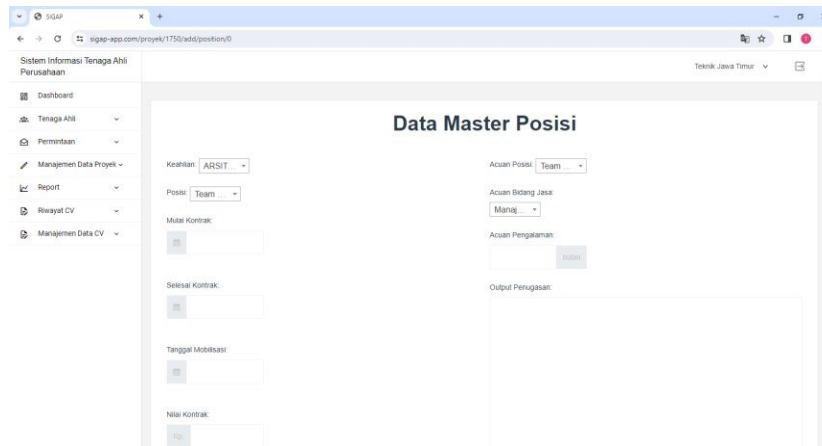 SIGAP
sigap-app.com/proyek/1750/add/position/0
Sistem Informasi Tenaga Ahli
Perusahaan
Teknik Jawa Timur
Dashboard
Tenaga Ahli
Permintaan
Manajemen Data Proyek
Report
Riwayat CV
Manajemen Data CV
Data Master Posisi
Keahlian: ARSIT...
Posisi: Team ...
Mulai Kontrak:
Selesai Kontrak:
Tanggal Mobilisasi:
Nilai Kontrak:
Rp.
Acuan Posisi: Team ...
Acuan Bidang Jasa:
Manaj...
Acuan Pengalaman:
bulan
Output Penugasan: